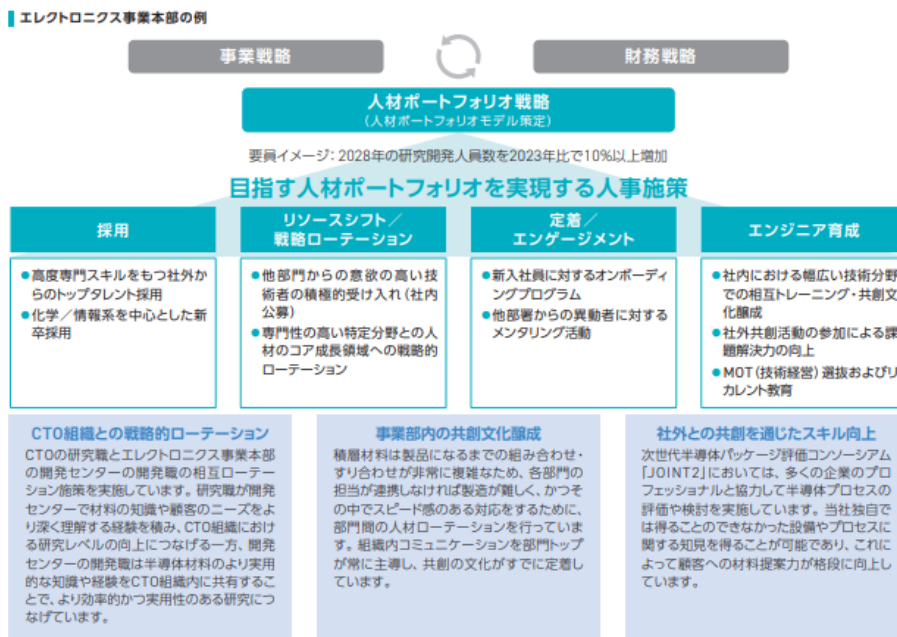 エレクトロニクス事業本部の例
事業戦略
財務戦略
人材ポートフォリオ戦略
(人材ポートフォリオモデル策定)
要員イメージ:2028年の研究開発人員数を2023年比で10%以上増加
目指す人材ポートフォリオを実現する人事施策
採用
●高度専門スキルをもつ社外か
らのトップタレント採用
●化学/情報系を中心とした新
卒採用
リソースシフト/
戦略ローテーション
●他部門からの意欲の高い技
術者の積極的受け入れ(社内
公募)
●専門性の高い特定分野との人
材のコア成長領域への戦略的
ローテーション
定着/
エンゲージメント
●新入社員に対するオンボーディ
ングプログラム
●他部署からの異動者に対する
メンタリング活動
エンジニア育成
●社内における幅広い技術分野
での相互トレーニング・共創文
化醸成
●社外共創活動の参加による課
題解決力の向上
●MOT(技術経営)選抜およびリ
カレント教育
CTO組織との戦略的ローテーション
CTOの研究職とエレクトロニクス事業本部
の開発センターの開発職の相互ローテー
ション施策を実施しています。研究職が開発
センターで材料の知識や顧客のニーズをよ
り深く理解する経験を積み、CTO組織におけ
る研究レベルの向上につなげる一方、開発
センターの開発職は半導体材料のより実用
的な知識や経験をCTO組織内に共有するこ
とで、より効率的かつ実用性のある研究につ
なげています。
事業部内の共創文化醸成
積層材料は製品になるまでの組み合わせ・
すり合わせが非常に複雑なため、各部門の
担当が連携しなければ製造が難しく、かつそ
の中でスピード感のある対応をするために、
部門間の人材ローテーションを行っていま
す。組織内コミュニケーションを部門トップ
が常に主導し、共創の文化がすでに定着し
ています。
社外との共創を通じたスキル向上
次世代半導体パッケージ評価コンソーシアム
「JOINT2」においては、多くの企業のプロ
フェッショナルと協力して半導体プロセスの
評価や検討を実施しています。当社独自で
は得ることのできなかった設備やプロセスに
関する知見を得ることが可能であり、これに
よって顧客への材料提案力が格段に向上し
ています。